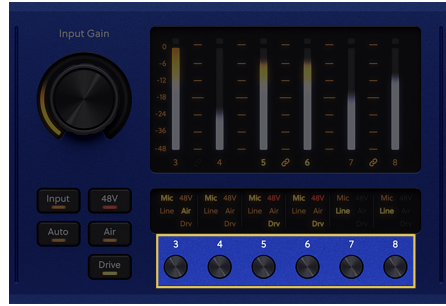 Input Gain
0
-6
-12
-18
-24
-36
-48
3 4 5 6 7 8
Input 48V
Auto Air
Drive
Mic 48V Mic 48V Mic 48V Mic 48V Mic 48V Mic 48V
Line Air Line Air Line Air Line Air Line Air Line Air
Drv Drv Drv Drv Drv Drv
3 4 5 6 7 8